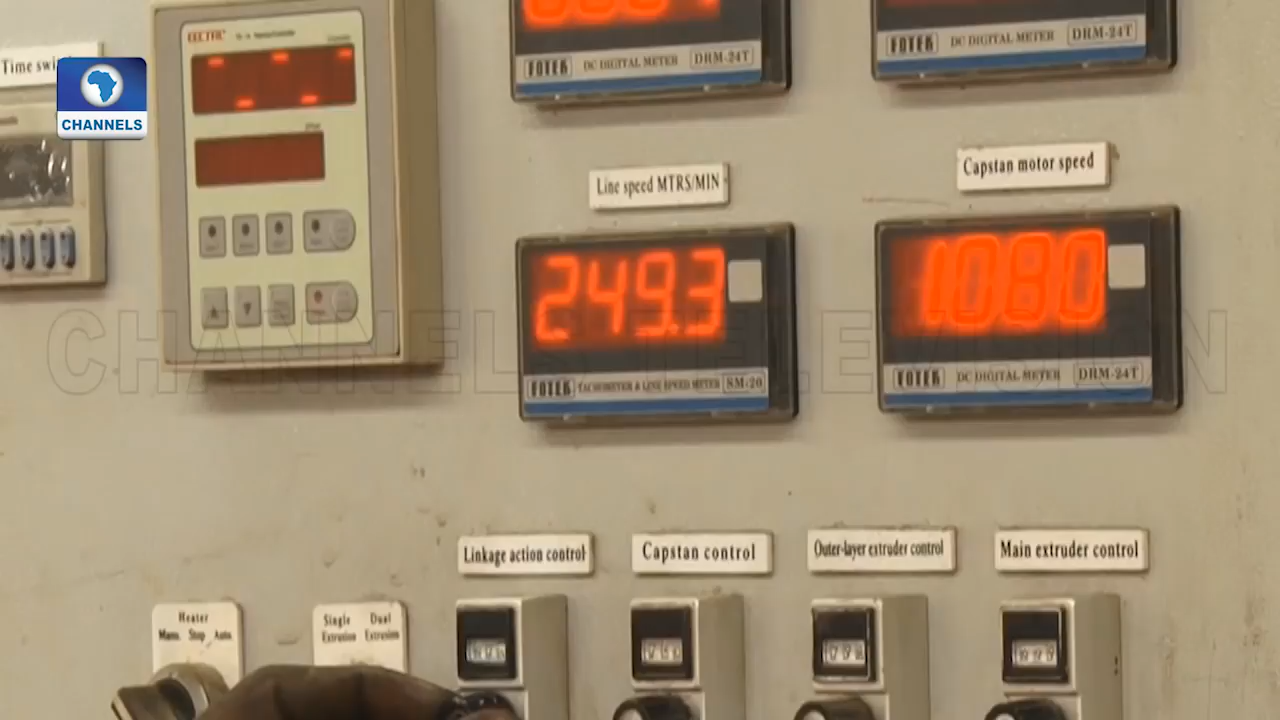 FOTEK DC DIGITAL METER DRM-24T
FOTEK DC DIGITAL METER DRM-24T
Time
CHANNELS
Line speed MTRS/MIN
Capstan motor speed
249.3
1080
CHANNELS TELEVISION
FOTEK TACHOMETER & LINE SPEED METER SM-20
FOTEK DC DIGITAL METER DRM-24T
Linkage action control
Capstan control
Outer-layer extruder control
Main extruder control
Heater
Manu. Stop Auto.
Single Dual
Extrusion Extrusion